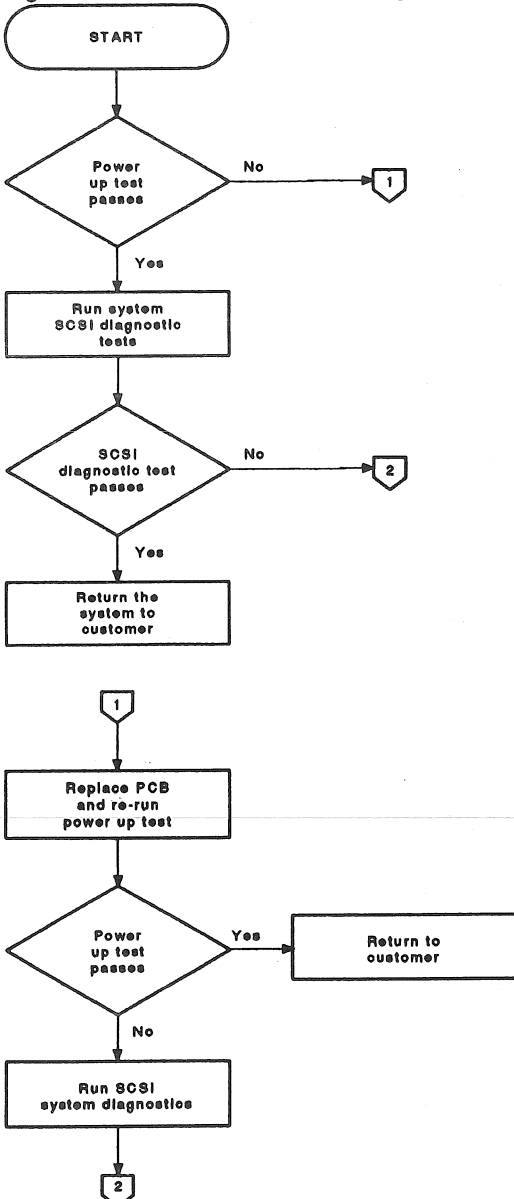 START
Power
up test
passes
No
1
Yes
Run system
SCSI diagnostic
tests
SCSI
diagnostic test
passes
No
2
Yes
Return the
system to
customer
1
Replace PCB
and re-run
power up test
Power
up test
passes
Yes
Return to
customer
No
Run SCSI
system diagnostics
2